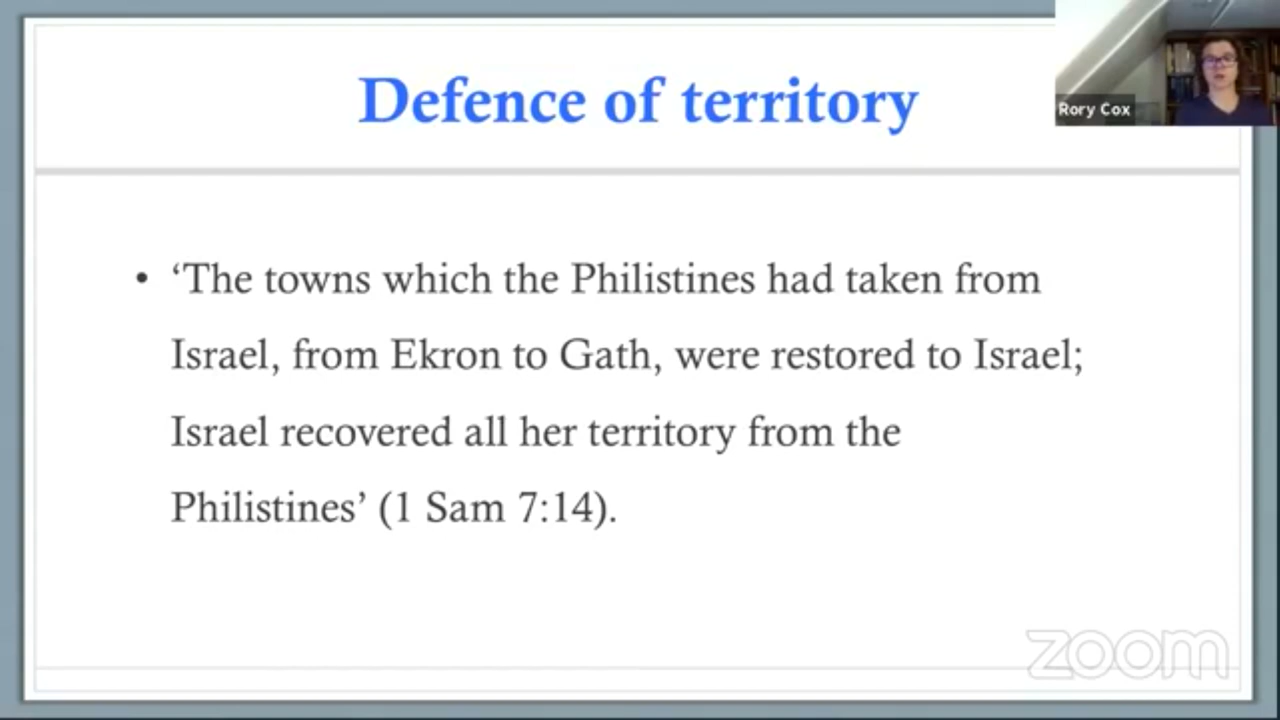 Defence of territory
Rory Cox
• ‘The towns which the Philistines had taken from
Israel, from Ekron to Gath, were restored to Israel;
Israel recovered all her territory from the
Philistines’ (1 Sam 7:14).
zoom